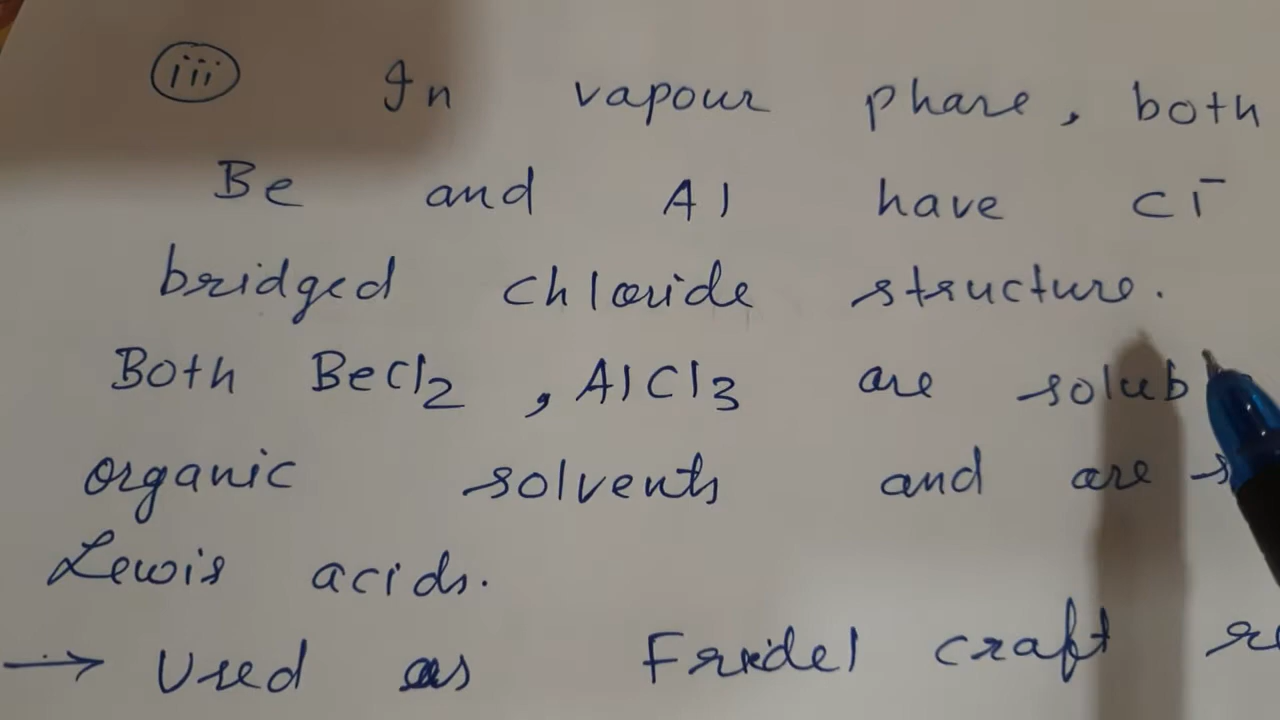 (iii) In vapour phase, both
Be and Al have Cl⁻
bridged chloride structure.
Both BeCl2, AlCl3 are solub
organic solvents and are s
Lewis acids.
→ Used as Fridel craft re